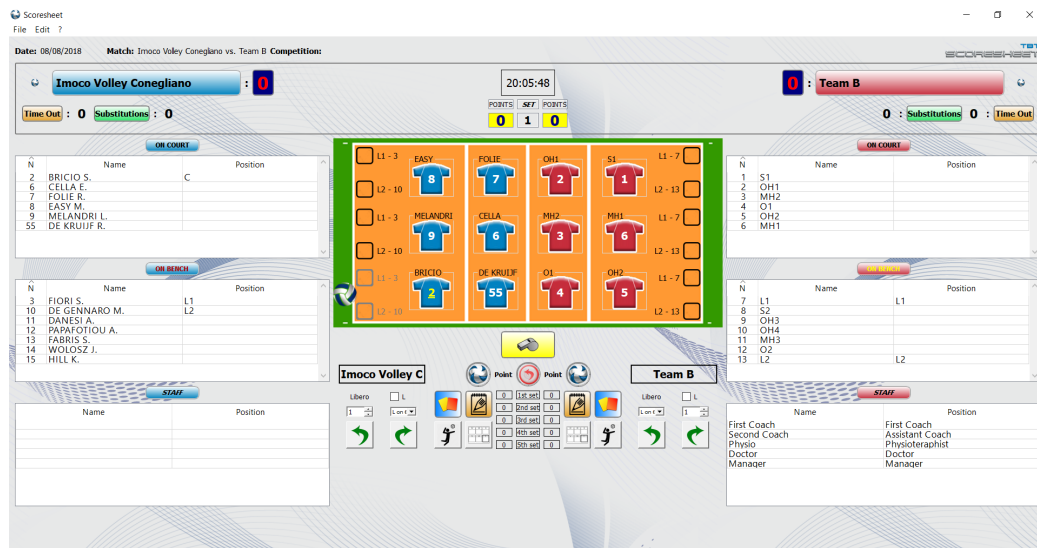 Scoresheet
File Edit ?
Date: 08/08/2018 Match: Imoco Volley Conegliano vs. Team B Competition:
TBT
SCORESHEET
Imoco Volley Conegliano : 0
20:05:48
0 : Team B
POINTS SET POINTS
0 1 0
Time Out : 0 Substitutions : 0
0 : Substitutions 0 : Time Out
ON COURT
N Name Position
2 BRICIO S. C
6 CELLA E.
7 FOLIE R.
8 EASY M.
9 MELANDRI L.
55 DE KRUIJF R.
ON BENCH
N Name Position
3 FIORI S. L1
10 DE GENNARO M. L2
11 DANESI A.
12 PAPAFOTIOU A.
13 FABRIS S.
14 WOLOSZ J.
15 HILL K.
STAFF
Name Position
L1 - 3 EASY FOLIE OH1 S1 L1 - 7
8 7 2 1
L2 - 10 L2 - 13
L1 - 3 MELANDRI CELLA MH2 MH1 L1 - 7
9 6 3 6
L2 - 10 L2 - 13
L1 - 3 BRICIO DE KRUIJF O1 OH2 L1 - 7
2 55 4 5
L2 - 10 L2 - 13
Imoco Volley C Point Point Team B
Libero L
1 L on f
0 1st set 0
0 2nd set 0
0 3rd set 0
0 4th set 0
0 5th set 0
Libero L
L on f 1
ON COURT
N Name Position
1 S1
2 OH1
3 MH2
4 O1
5 OH2
6 MH1
ON BENCH
N Name Position
7 L1 L1
8 S2
9 OH3
10 OH4
11 MH3
12 O2
13 L2 L2
STAFF
Name Position
First Coach First Coach
Second Coach Assistant Coach
Physio Physioteraphist
Doctor Doctor
Manager Manager